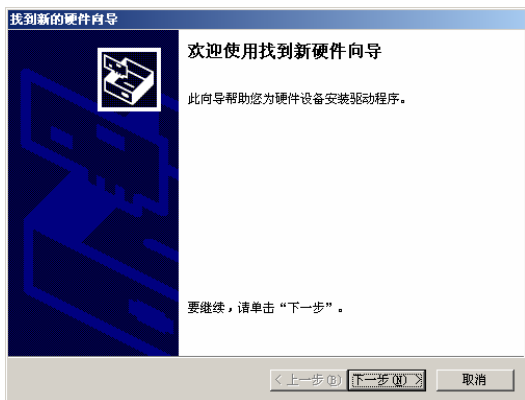 找到新的硬件向导
欢迎使用找到新硬件向导
此向导帮助您为硬件设备安装驱动程序。
要继续，请单击“下一步”。
< 上一步(B) 下一步(N) > 取消